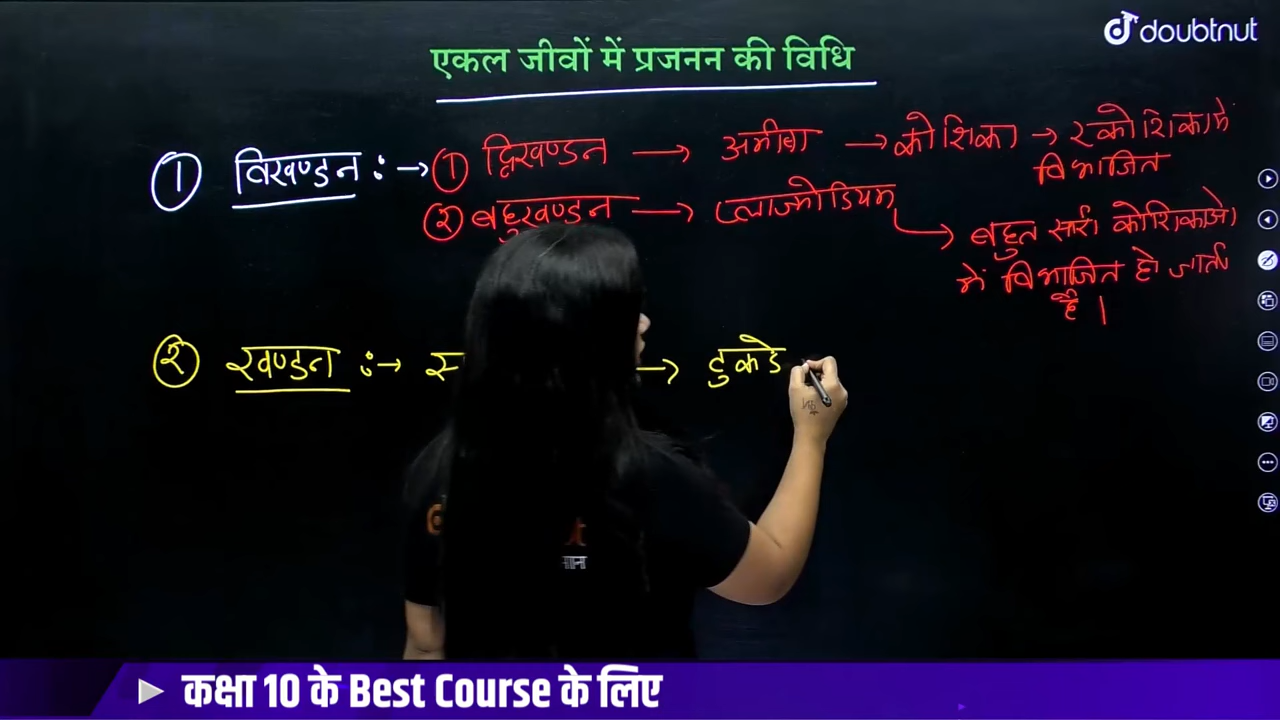 doubtnut
एकल जीवों में प्रजनन की विधि
① विखण्डन :→ ① द्विखण्डन → अमीबा → कोशिका → २ कोशिका में
विभाजित
② बहुखण्डन → प्लाज्मोडियम
→ बहुत सारी कोशिकाओं
में विभाजित हो जाती
है।
② खण्डन :→ → टुकडे
कक्षा 10 के Best Course के लिए